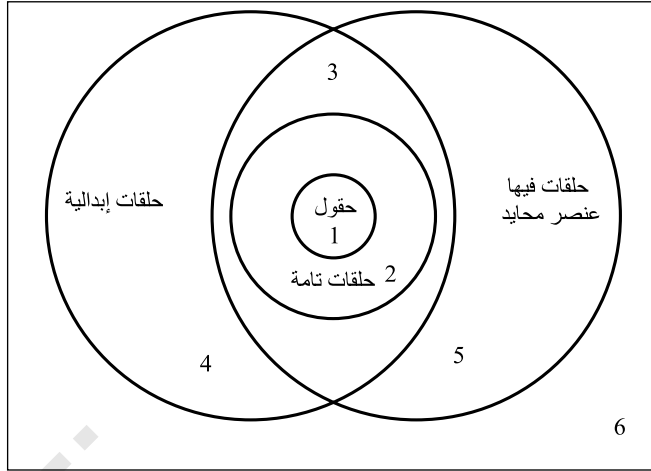 3
حلقات إبدالية
حلقات فيها
عنصر محايد
حقول
1
حلقات تامة 2
4
5
6